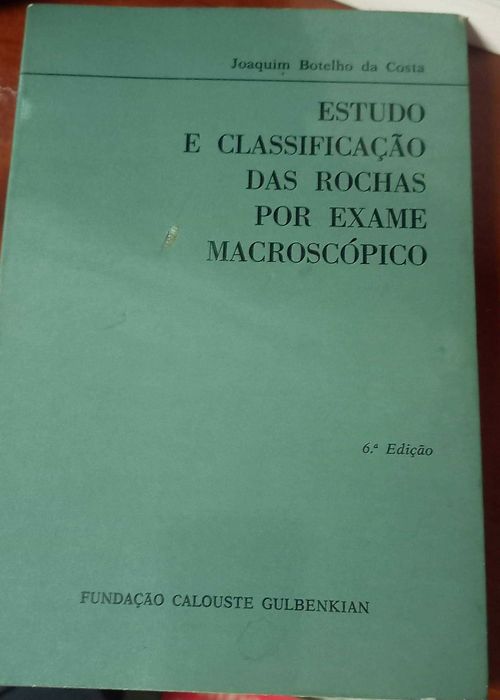 Joaquim Botelho da Costa
ESTUDO
E CLASSIFICAÇÃO
DAS ROCHAS
POR EXAME
MACROSCÓPICO
6.ª Edição
FUNDAÇÃO CALOUSTE GULBENKIAN